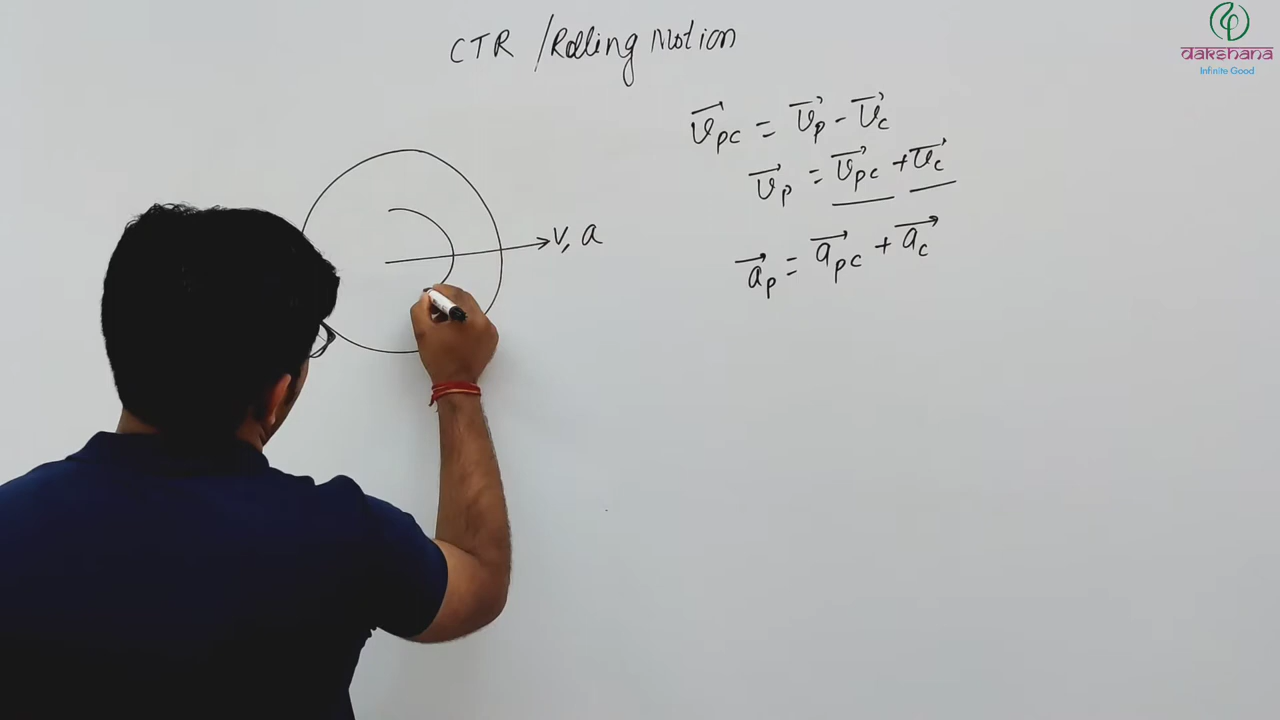 CTR / Rolling Motion
dakshana
Infinite Good
v⃗pc = v⃗p - v⃗c
v⃗p = v⃗pc + v⃗c
v, a
a⃗p = a⃗pc + a⃗c